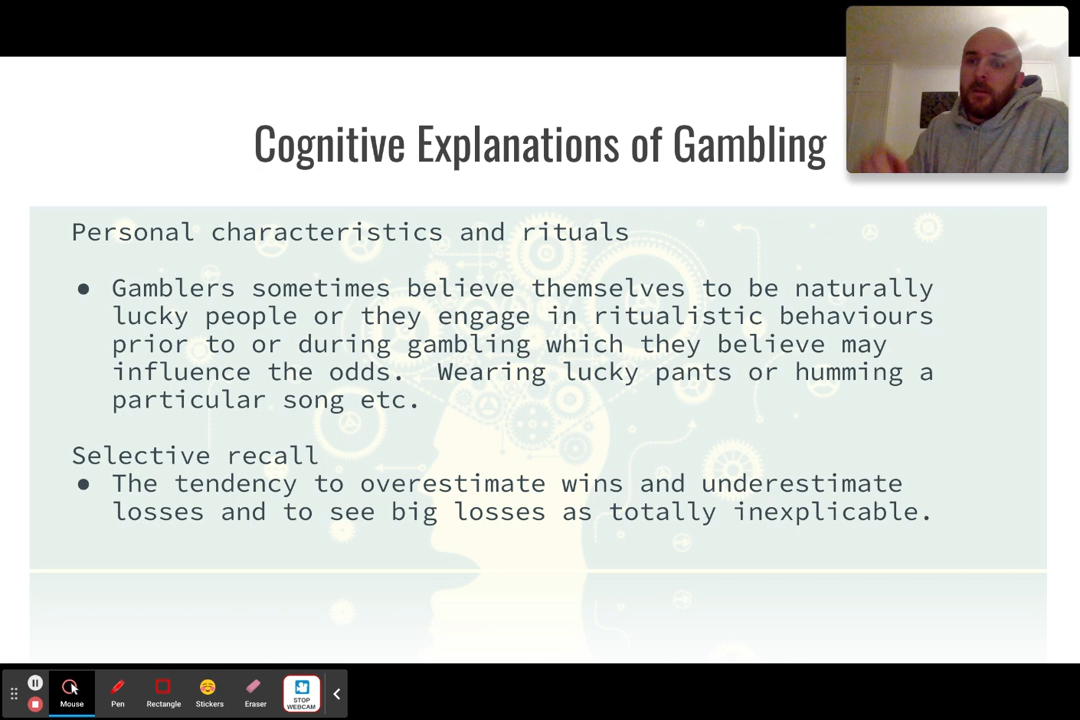 Cognitive Explanations of Gambling
Personal characteristics and rituals
● Gamblers sometimes believe themselves to be naturally
lucky people or they engage in ritualistic behaviours
prior to or during gambling which they believe may
influence the odds.  Wearing lucky pants or humming a
particular song etc.
Selective recall
● The tendency to overestimate wins and underestimate
losses and to see big losses as totally inexplicable.
Mouse
Pen
Rectangle
Stickers
Eraser
STOP
WEBCAM